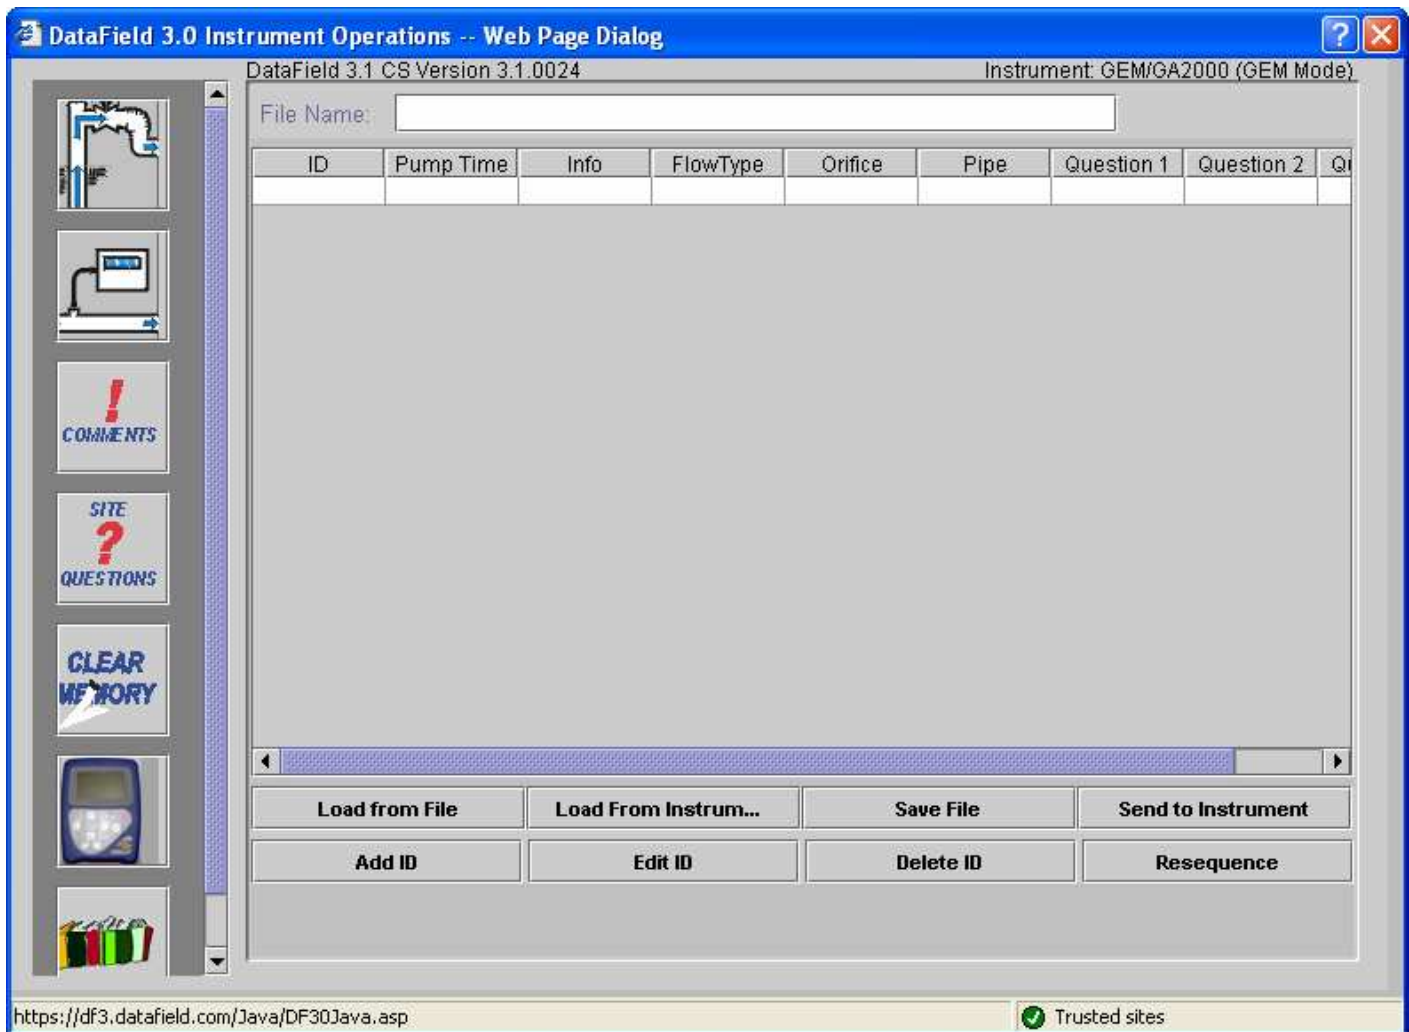 DataField 3.0 Instrument Operations -- Web Page Dialog
DataField 3.1 CS Version 3.1.0024 Instrument: GEM/GA2000 (GEM Mode)
File Name:
ID Pump Time Info FlowType Orifice Pipe Question 1 Question 2
!
COMMENTS
SITE
?
QUESTIONS
CLEAR
MEMORY
Load from File Load From Instrum... Save File Send to Instrument
Add ID Edit ID Delete ID Resequence
https://df3.datafield.com/Java/DF30Java.asp Trusted sites